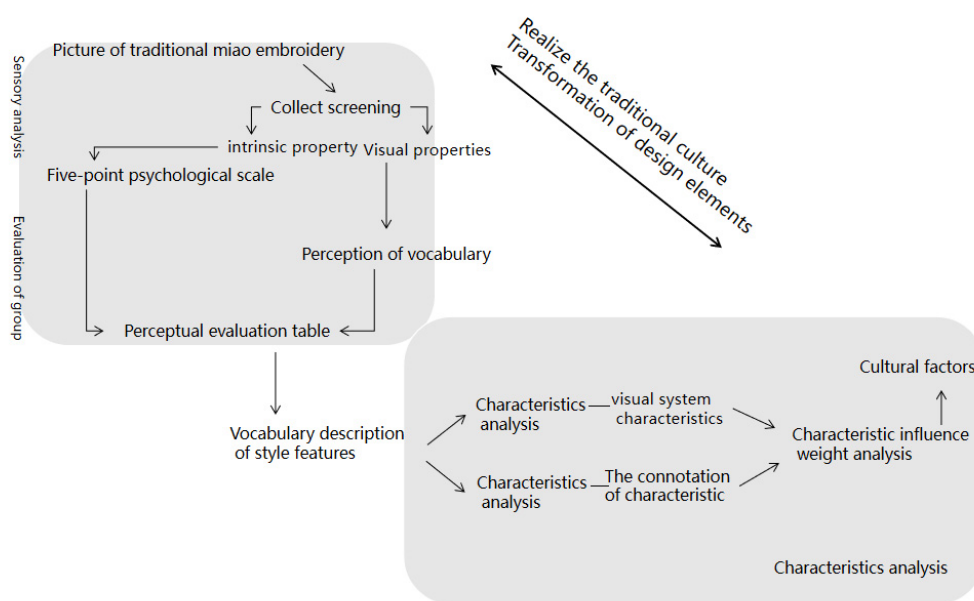 Picture of traditional miao embroidery
Collect screening
intrinsic property
Visual properties
Five-point psychological scale
Perception of vocabulary
Perceptual evaluation table
Sensory analysis
Evaluation of group
Realize the traditional culture
Transformation of design elements
Vocabulary description
of style features
Characteristics
analysis
visual system
characteristics
Characteristics
analysis
The connotation
of characteristic
Characteristic influence
weight analysis
Cultural factors
Characteristics analysis